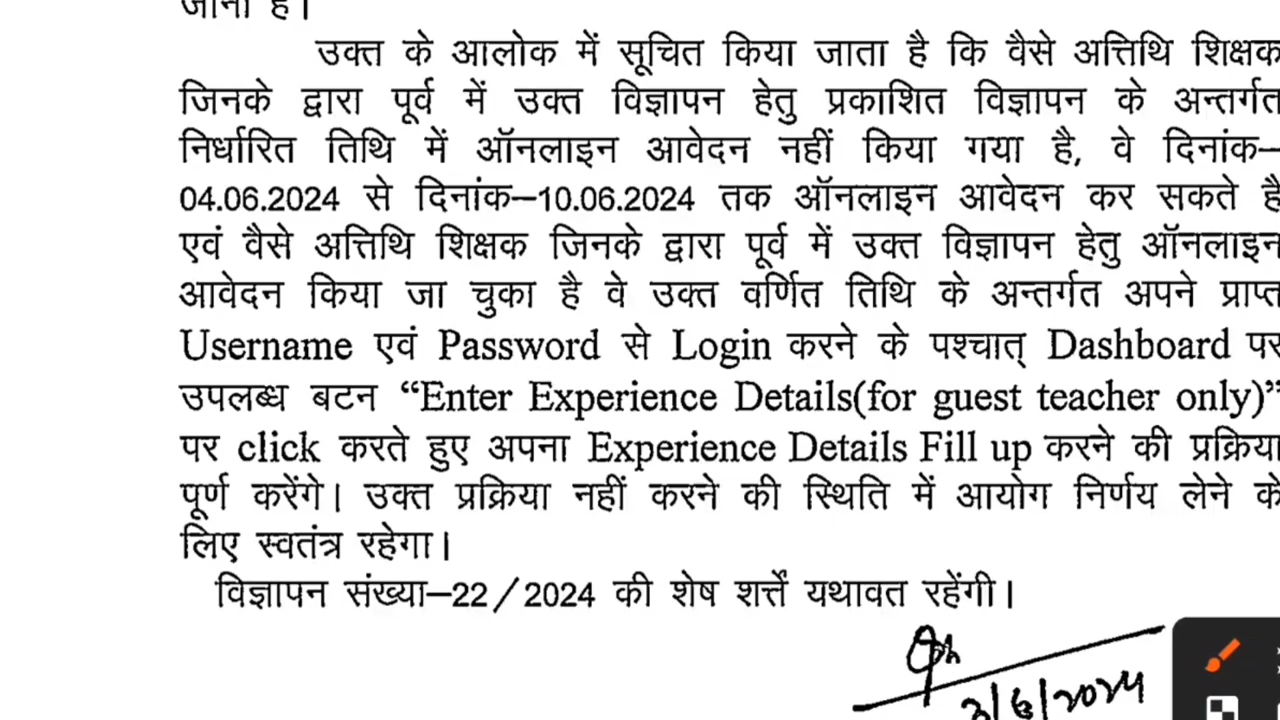 जाना है।
उक्त के आलोक में सूचित किया जाता है कि वैसे अत्तिथि शिक्षक
जिनके द्वारा पूर्व में उक्त विज्ञापन हेतु प्रकाशित विज्ञापन के अन्तर्गत
निर्धारित तिथि में ऑनलाइन आवेदन नहीं किया गया है, वे दिनांक–
04.06.2024 से दिनांक–10.06.2024 तक ऑनलाइन आवेदन कर सकते है
एवं वैसे अत्तिथि शिक्षक जिनके द्वारा पूर्व में उक्त विज्ञापन हेतु ऑनलाइन
आवेदन किया जा चुका है वे उक्त वर्णित तिथि के अन्तर्गत अपने प्राप्त
Username एवं Password से Login करने के पश्चात् Dashboard पर
उपलब्ध बटन “Enter Experience Details(for guest teacher only)”
पर click करते हुए अपना Experience Details Fill up करने की प्रक्रिया
पूर्ण करेंगे। उक्त प्रक्रिया नहीं करने की स्थिति में आयोग निर्णय लेने के
लिए स्वतंत्र रहेगा।
विज्ञापन संख्या–22/2024 की शेष शर्त्तें यथावत रहेंगी।
3/6/2024